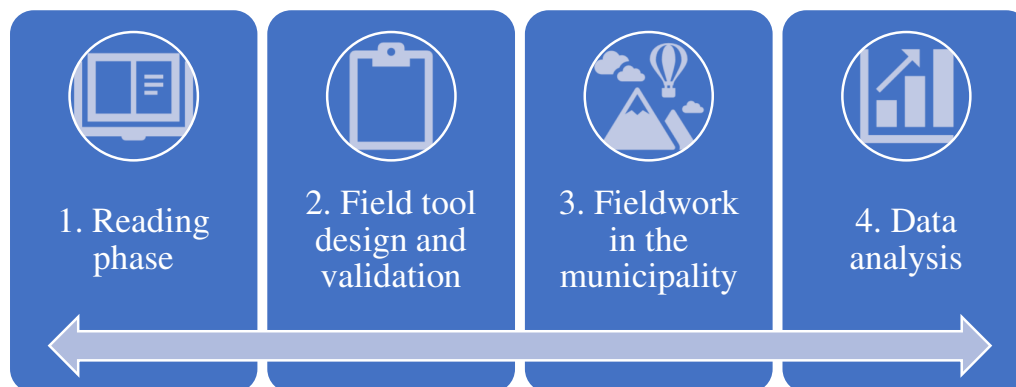 1. Reading
phase
2. Field tool
design and
validation
3. Fieldwork
in the
municipality
4. Data
analysis